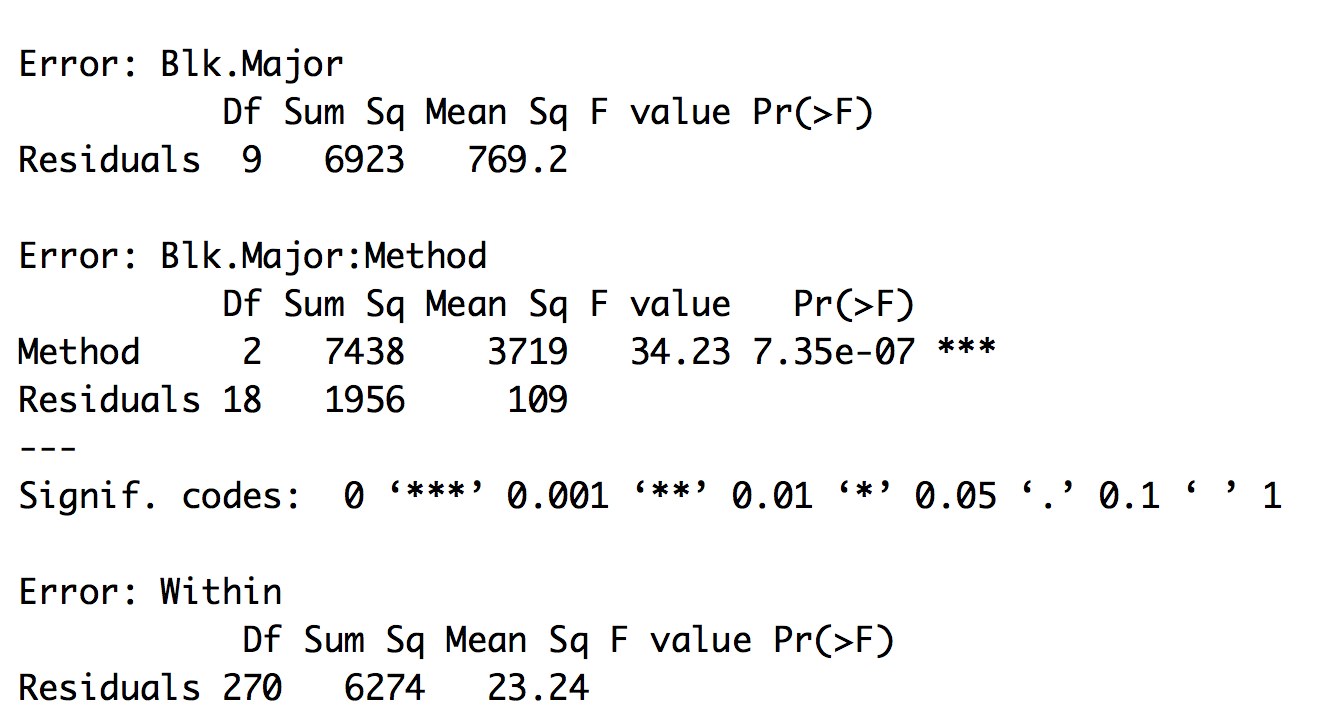 Error: Blk.Major
          Df Sum Sq Mean Sq F value Pr(>F)
Residuals  9   6923   769.2

Error: Blk.Major:Method
          Df Sum Sq Mean Sq F value   Pr(>F)
Method     2   7438    3719   34.23 7.35e-07 ***
Residuals 18   1956     109
---
Signif. codes:  0 ‘***’ 0.001 ‘**’ 0.01 ‘*’ 0.05 ‘.’ 0.1 ‘ ’ 1

Error: Within
           Df Sum Sq Mean Sq F value Pr(>F)
Residuals 270   6274   23.24